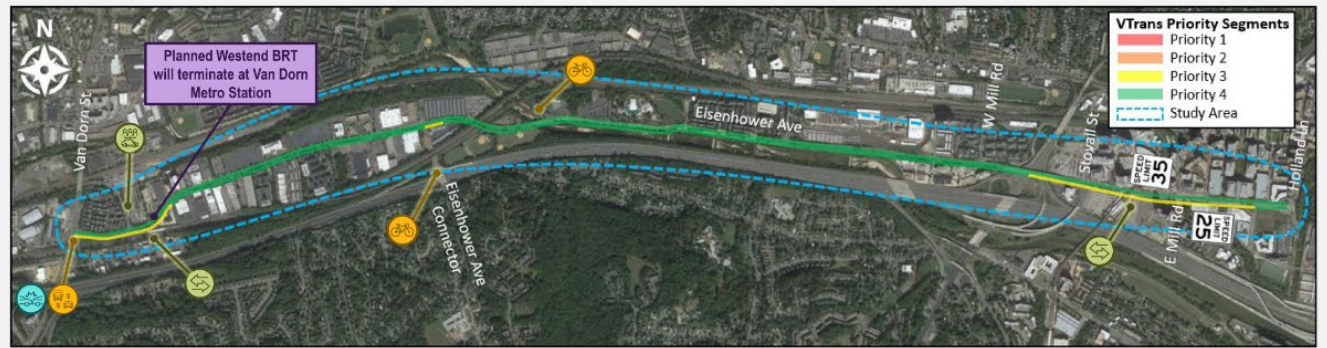 N
Planned Westend BRT
will terminate at Van Dorn
Metro Station
Van Dorn St.
Eisenhower Ave
Connector
Eisenhower Ave
W Mill Rd
Stovall St
SPEED
LIMIT
35
E Mill Rd
SPEED
LIMIT
25
Holland Ln
VTrans Priority Segments
Priority 1
Priority 2
Priority 3
Priority 4
Study Area